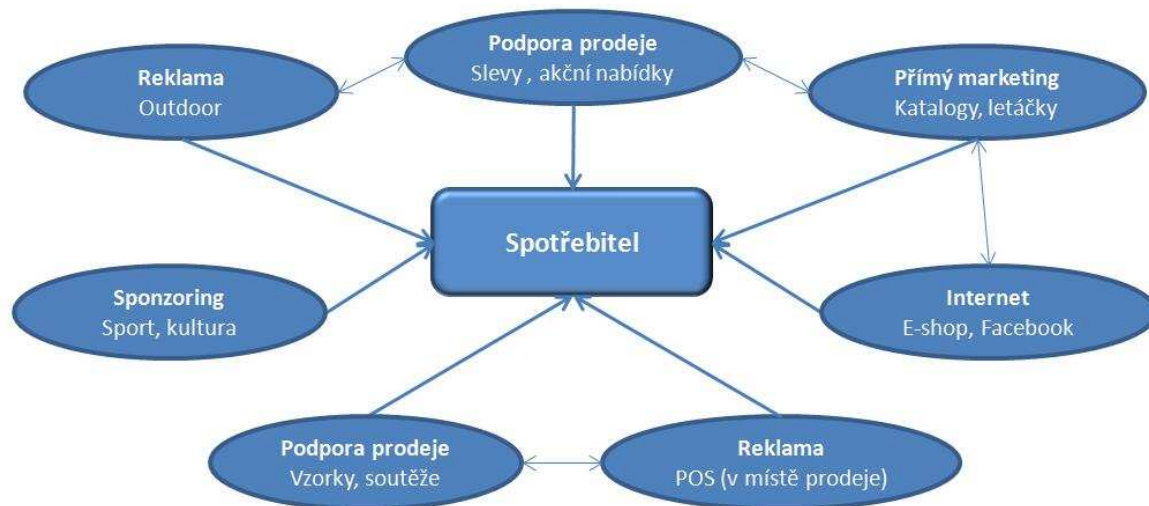 Podpora prodeje
Slevy , akční nabídky
Reklama
Outdoor
Přímý marketing
Katalogy, letáčky
Spotřebitel
Sponzoring
Sport, kultura
Internet
E-shop, Facebook
Podpora prodeje
Vzorky, soutěže
Reklama
POS (v místě prodeje)